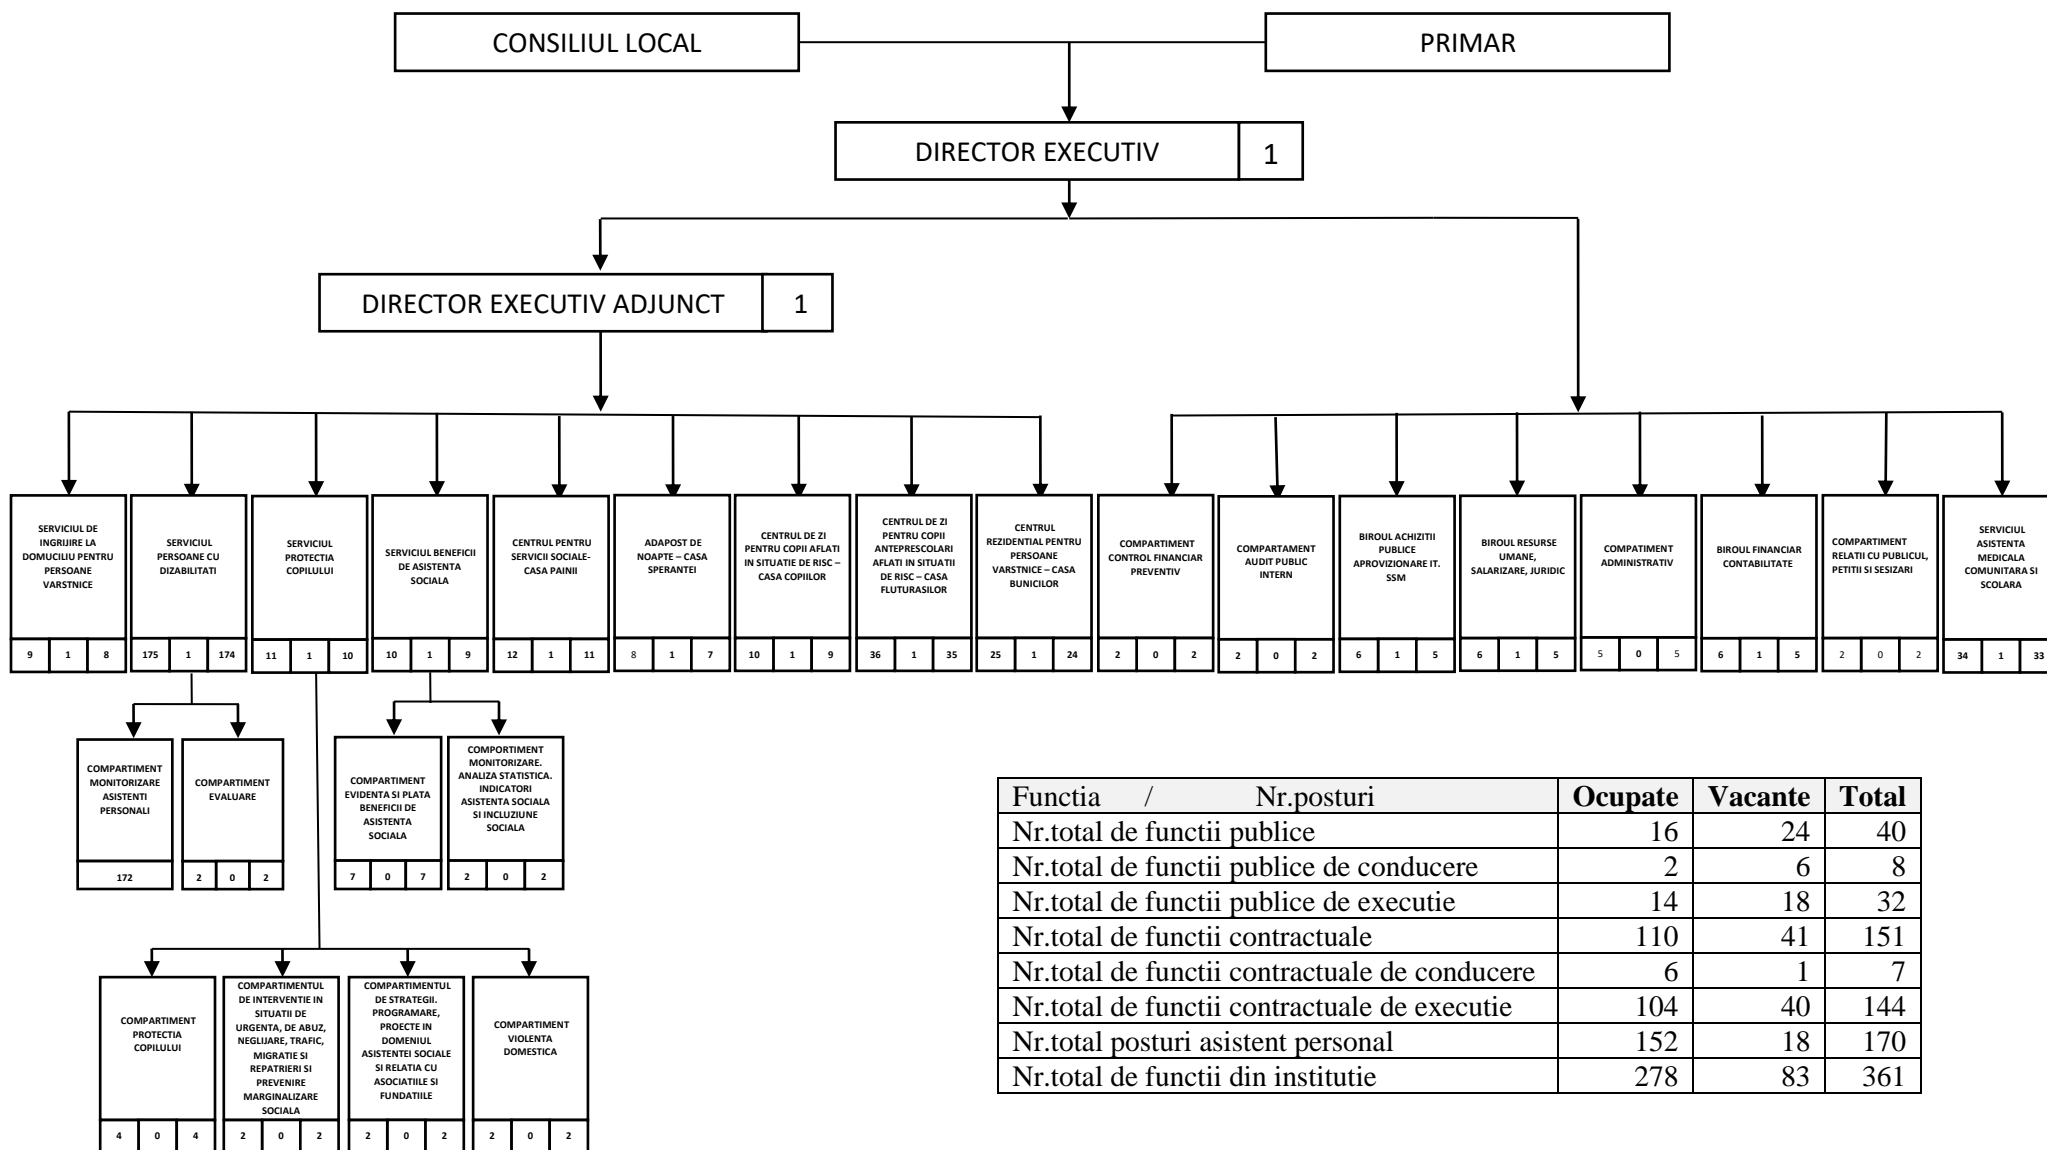 CONSILIUL LOCAL
PRIMAR
DIRECTOR EXECUTIV
1
DIRECTOR EXECUTIV ADJUNCT
1
SERVICIUL DE
INGRIJIRE LA
DOMUCILIU PENTRU
PERSOANE
VARSTNICE
9 1 8
SERVICIUL
PERSOANE CU
DIZABILITATI
175 1 174
SERVICIUL
PROTECTIA
COPILULUI
11 1 10
SERVICIUL BENEFICII
DE ASISTENTA
SOCIALA
10 1 9
CENTRUL PENTRU
SERVICII SOCIALE-
CASA PAINII
12 1 11
ADAPOST DE
NOAPTE – CASA
SPERANTEI
8 1 7
CENTRUL DE ZI
PENTRU COPII AFLATI
IN SITUATIE DE RISC –
CASA COPIILOR
10 1 9
CENTRUL DE ZI
PENTRU COPII
ANTEPRESCOLARI
AFLATI IN SITUATII
DE RISC – CASA
FLUTURASILOR
36 1 35
CENTRUL
REZIDENTIAL PENTRU
PERSOANE
VARSTNICE – CASA
BUNICILOR
25 1 24
COMPARTIMENT
CONTROL FINANCIAR
PREVENTIV
2 0 2
COMPARTAMENT
AUDIT PUBLIC
INTERN
2 0 2
BIROUL ACHIZITII
PUBLICE
APROVIZIONARE IT.
SSM
6 1 5
BIROUL RESURSE
UMANE,
SALARIZARE, JURIDIC
6 1 5
COMPATIMENT
ADMINISTRATIV
5 0 5
BIROUL FINANCIAR
CONTABILITATE
6 1 5
COMPARTIMENT
RELATII CU PUBLICUL,
PETITII SI SESIZARI
2 0 2
SERVICIUL
ASISTENTA
MEDICALA
COMUNITARA SI
SCOLARA
34 1 33
COMPARTIMENT
MONITORIZARE
ASISTENTI
PERSONALI
172
COMPARTIMENT
EVALUARE
2 0 2
COMPARTIMENT
EVIDENTA SI PLATA
BENEFICII DE
ASISTENTA
SOCIALA
7 0 7
COMPORTIMENT
MONITORIZARE.
ANALIZA STATISTICA.
INDICATORI
ASISTENTA SOCIALA
SI INCLUZIUNE
SOCIALA
2 0 2
COMPARTIMENT
PROTECTIA
COPILULUI
4 0 4
COMPARTIMENTUL
DE INTERVENTIE IN
SITUATII DE
URGENTA, DE ABUZ,
NEGLIJARE, TRAFIC,
MIGRATIE SI
REPATRIERI SI
PREVENIRE
MARGINALIZARE
SOCIALA
2 0 2
COMPARTIMENTUL
DE STRATEGII.
PROGRAMARE,
PROECTE IN
DOMENIUL
ASISTENTEI SOCIALE
SI RELATIA CU
ASOCIATIILE SI
FUNDATIILE
2 0 2
COMPARTIMENT
VIOLENTA
DOMESTICA
2 0 2
Functia / Nr.posturi Ocupate Vacante Total
Nr.total de functii publice 16 24 40
Nr.total de functii publice de conducere 2 6 8
Nr.total de functii publice de executie 14 18 32
Nr.total de functii contractuale 110 41 151
Nr.total de functii contractuale de conducere 6 1 7
Nr.total de functii contractuale de executie 104 40 144
Nr.total posturi asistent personal 152 18 170
Nr.total de functii din institutie 278 83 361